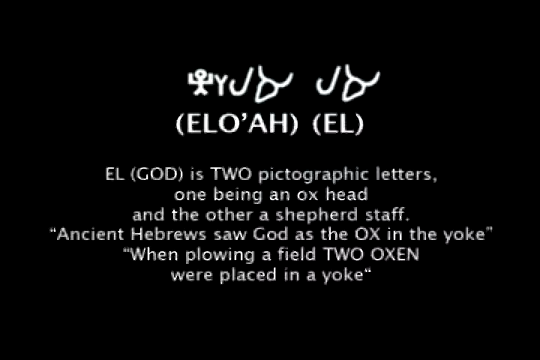 (ELO'AH) (EL)
EL (GOD) is TWO pictographic letters,
one being an ox head
and the other a shepherd staff.
“Ancient Hebrews saw God as the OX in the yoke”
“When plowing a field TWO OXEN
were placed in a yoke“